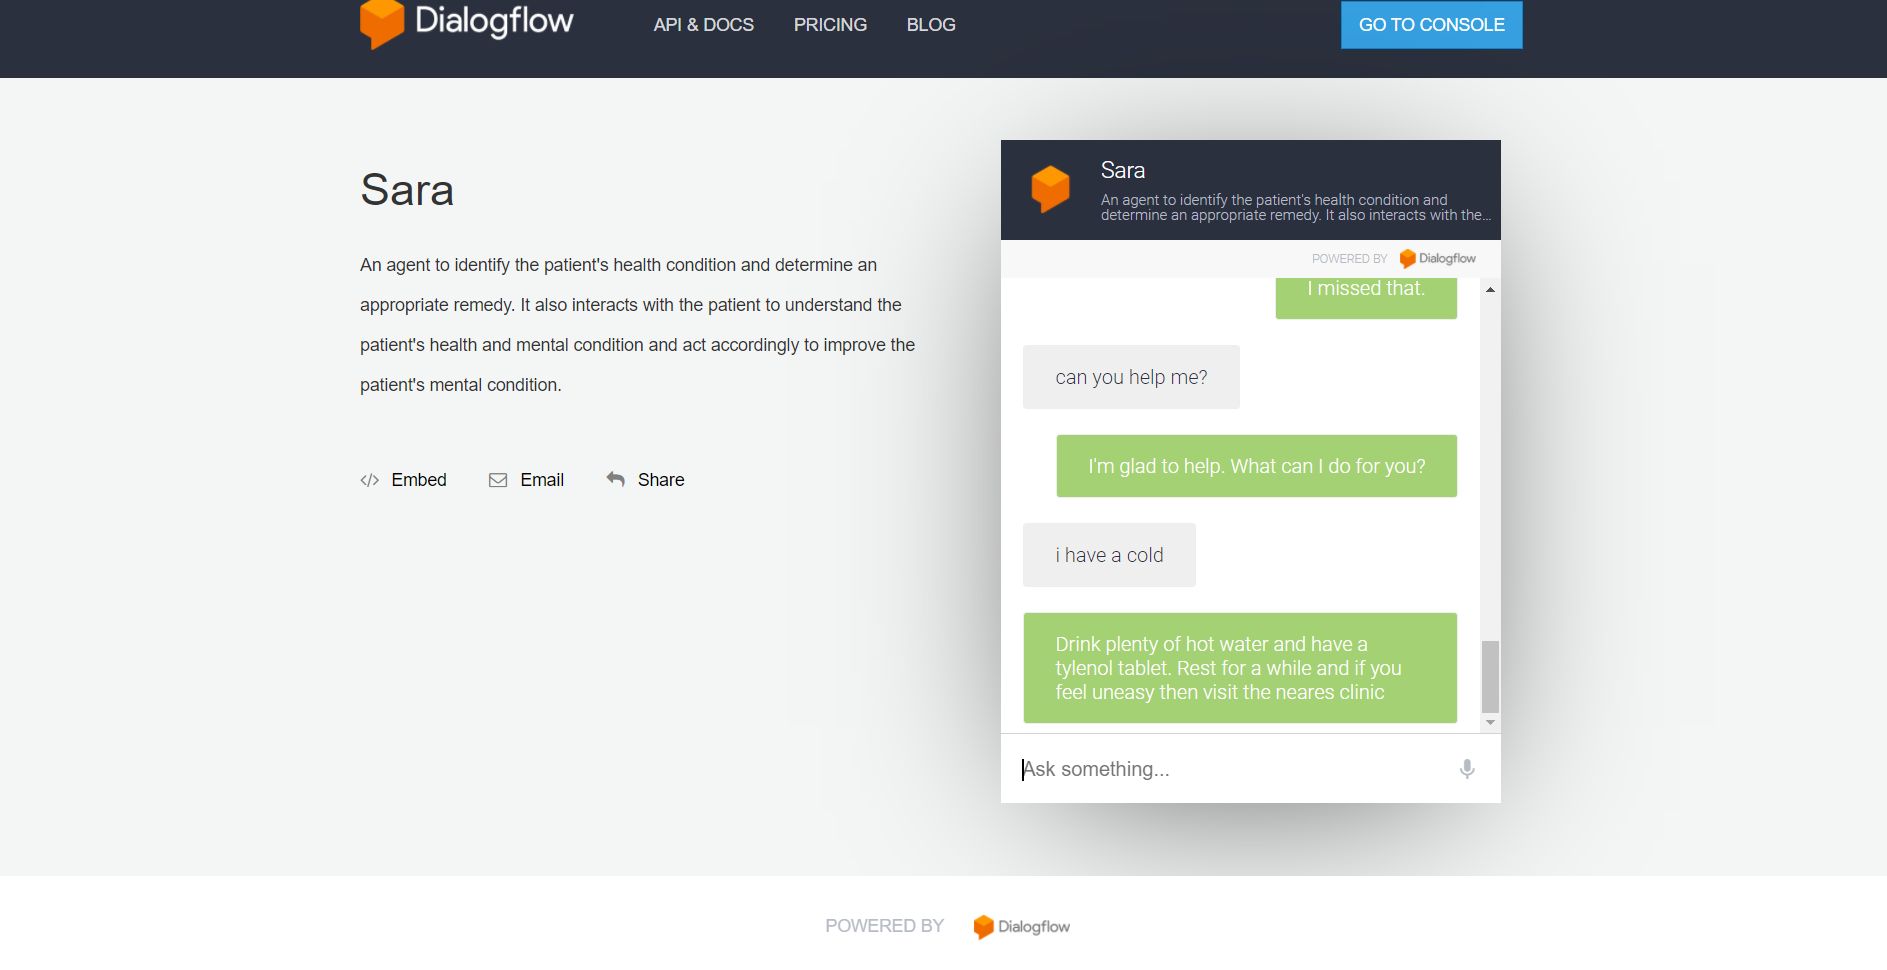 Dialogflow
API & DOCS
PRICING
BLOG
GO TO CONSOLE
Sara
An agent to identify the patient's health condition and determine an
appropriate remedy. It also interacts with the patient to understand the
patient's health and mental condition and act accordingly to improve the
patient's mental condition.
Embed
Email
Share
Sara
An agent to identify the patient's health condition and
determine an appropriate remedy. It also interacts with the...
POWERED BY
Dialogflow
I missed that.
can you help me?
I'm glad to help. What can I do for you?
i have a cold
Drink plenty of hot water and have a
tylenol tablet. Rest for a while and if you
feel uneasy then visit the neares clinic
Ask something...
POWERED BY
Dialogflow